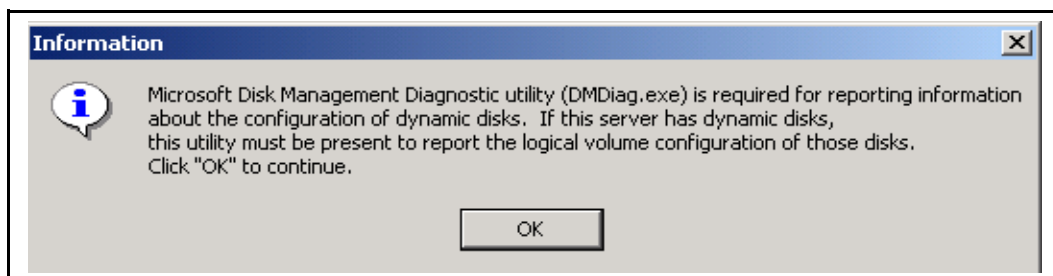 Information
Microsoft Disk Management Diagnostic utility (DMDiag.exe) is required for reporting information
about the configuration of dynamic disks.  If this server has dynamic disks,
this utility must be present to report the logical volume configuration of those disks.
Click "OK" to continue.
OK